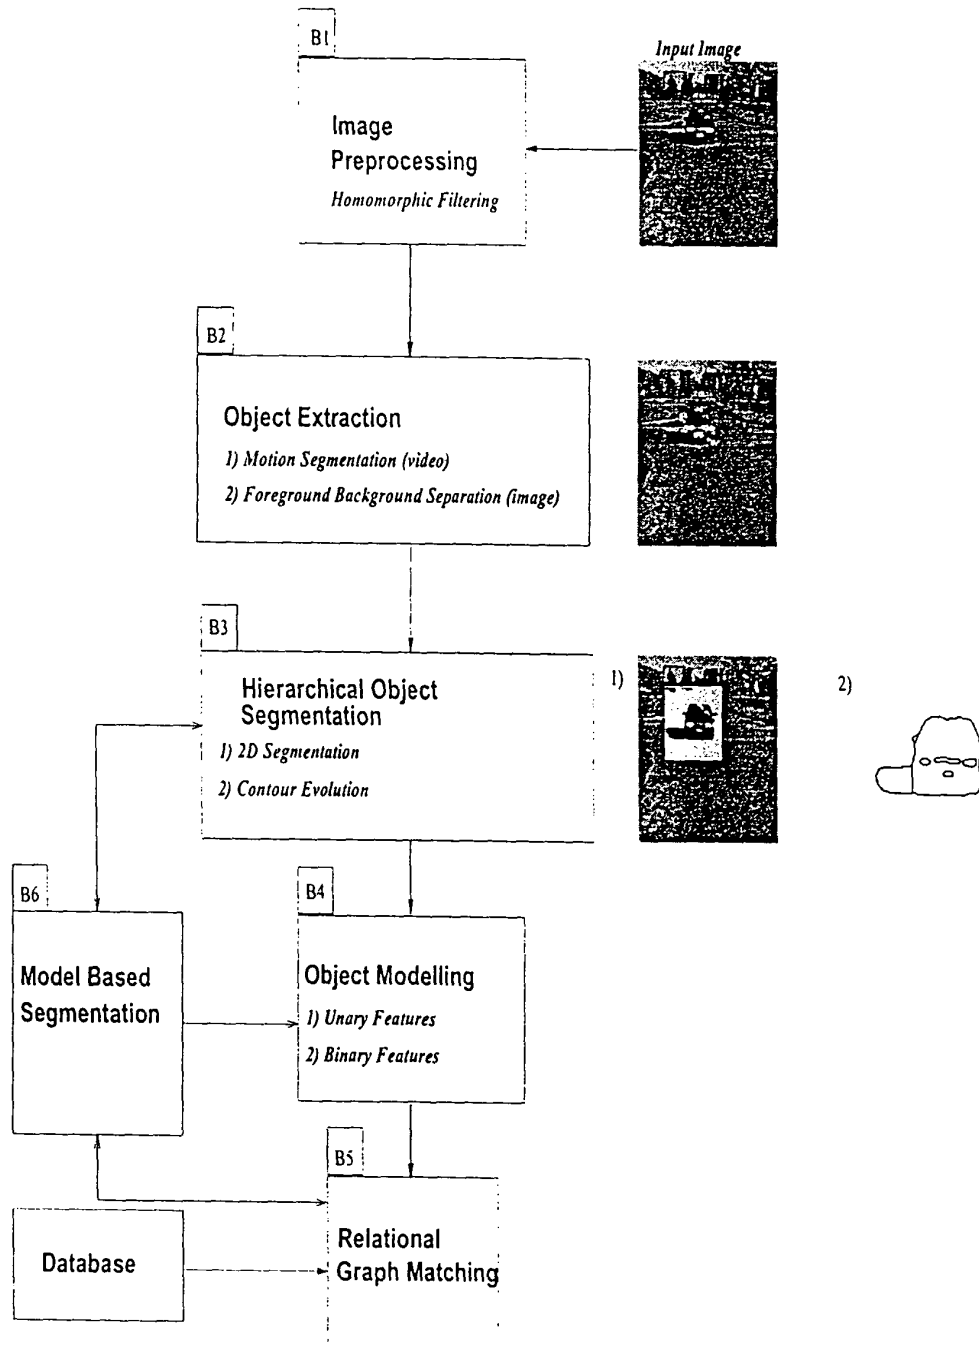 B1
Input Image
Image
Preprocessing
Homomorphic Filtering
B2
Object Extraction
1) Motion Segmentation (video)
2) Foreground Background Separation (image)
B3
Hierarchical Object
Segmentation
1) 2D Segmentation
2) Contour Evolution
1)
2)
B6
Model Based
Segmentation
B4
Object Modelling
1) Unary Features
2) Binary Features
B5
Relational
Graph Matching
Database